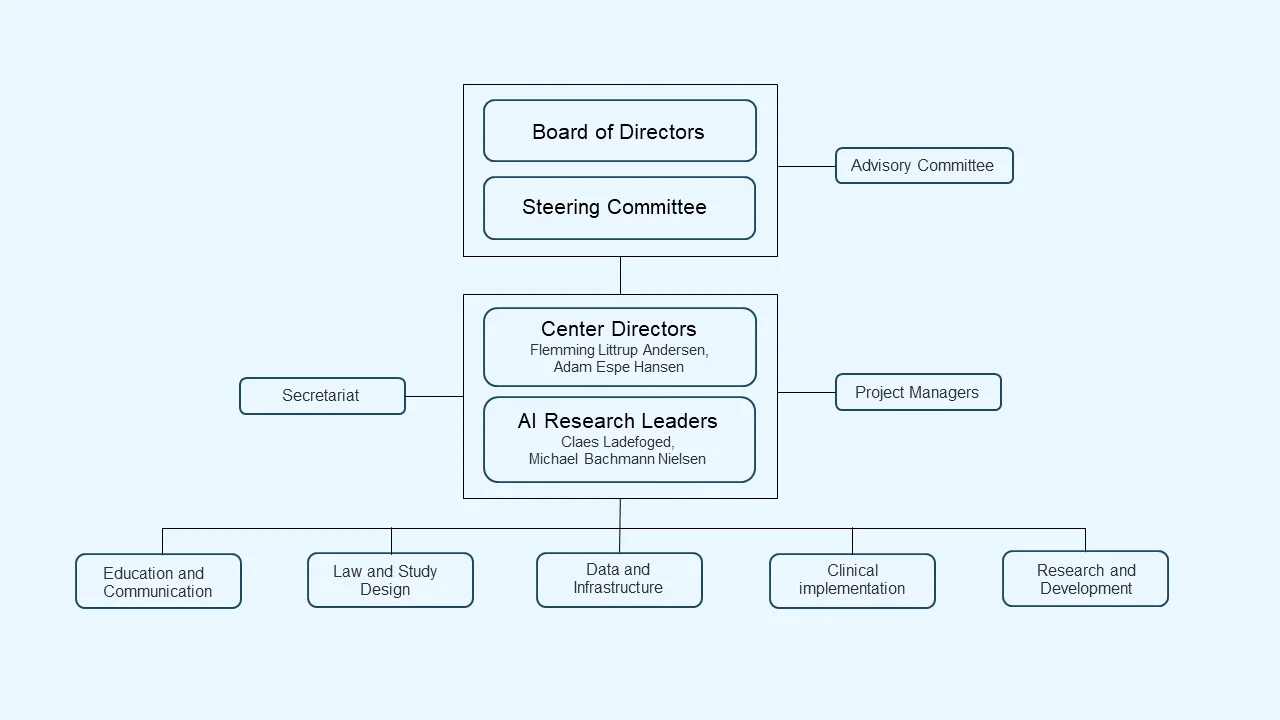 Board of Directors
Advisory Committee
Steering Committee
Center Directors
Flemming Littrup Andersen,
Adam Espe Hansen
Secretariat
Project Managers
AI Research Leaders
Claes Ladefoged,
Michael Bachmann Nielsen
Education and
Communication
Law and Study
Design
Data and
Infrastructure
Clinical
implementation
Research and
Development